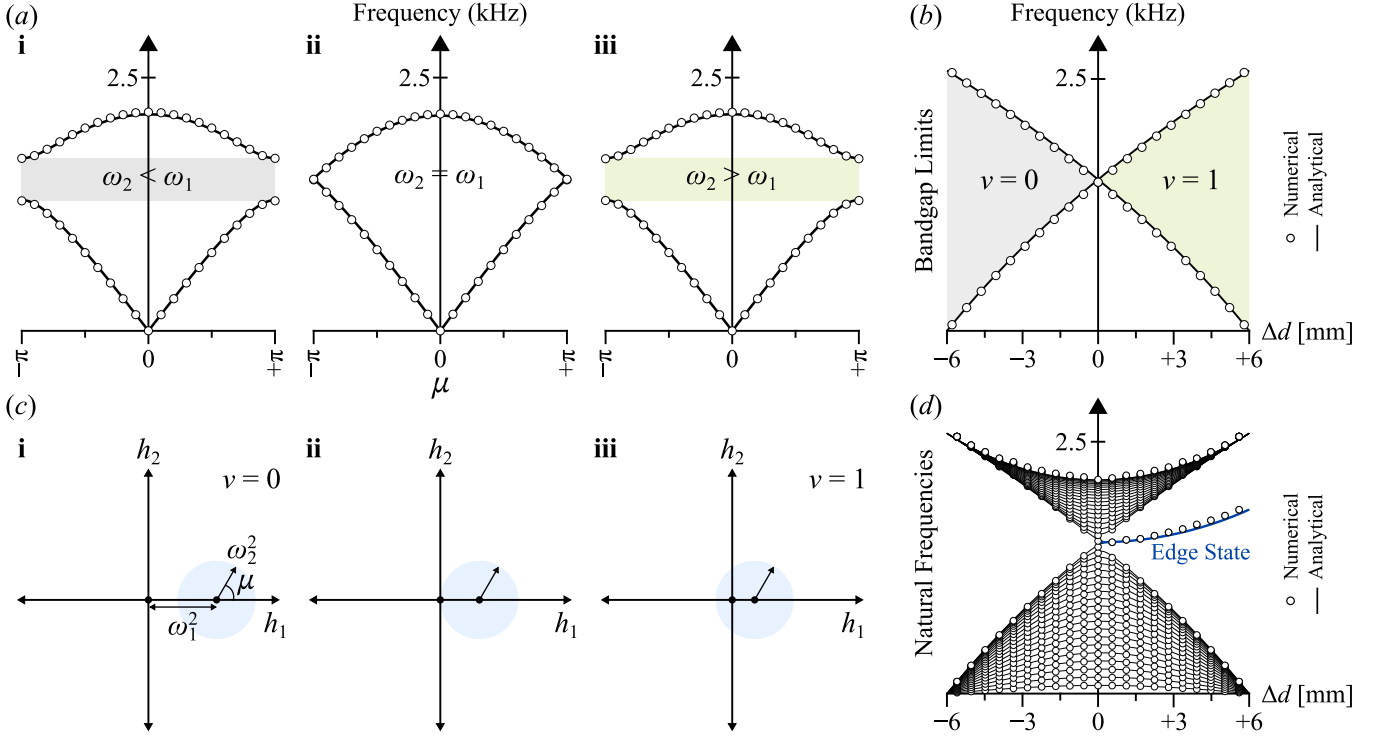 (a)
Frequency (kHz)
i
ii
iii
2.5
2.5
ω₂ < ω₁
ω₂ = ω₁
ω₂ > ω₁
−π
0
+π
−π
0
+π
−π
0
+π
μ
(b)
Frequency (kHz)
2.5
Bandgap Limits
ν = 0
ν = 1
Numerical
Analytical
−6
−3
0
+3
+6
Δd [mm]
(c)
i
h₂
ν = 0
ω₂²
μ
ω₁²
h₁
ii
h₂
h₁
iii
h₂
ν = 1
h₁
(d)
2.5
Natural Frequencies
Edge State
Numerical
Analytical
−6
−3
0
+3
+6
Δd [mm]